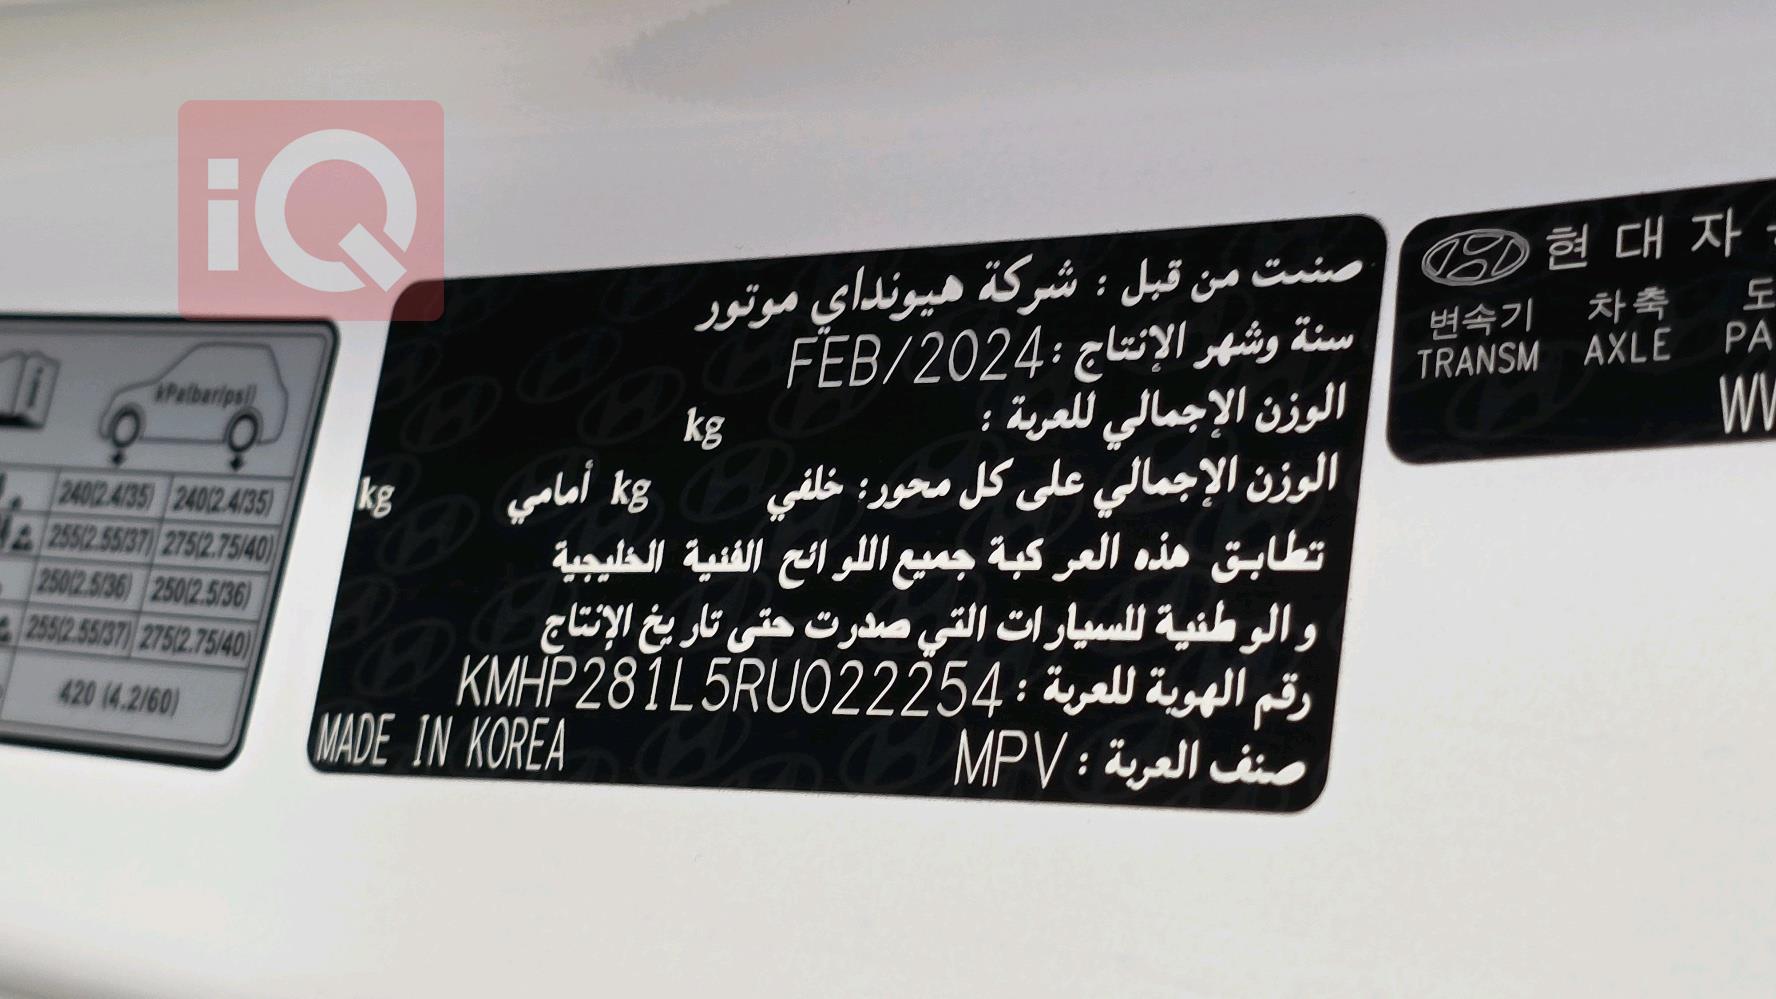 iQ
kPa(bar/psi)
240(2.4/35) 240(2.4/35)
255(2.55/37) 275(2.75/40)
250(2.5/36) 250(2.5/36)
255(2.55/37) 275(2.75/40)
420 (4.2/60)
صنعت من قبل : شركة هيونداي موتور
سنة وشهر الإنتاج : FEB/2024
الوزن الإجمالي للعربة : kg
الوزن الإجمالي على كل محور: خلفي kg أمامي kg
تطابق هذه العركبة جميع اللوائح الفنية الخليجية
والوطنية للسيارات التي صدرت حتى تاريخ الإنتاج
رقم الهوية للعربة : KMHP281L5RU022254
صنف العربة : MPV
MADE IN KOREA
현대자
변속기 차축 도
TRANSM AXLE PA
WW